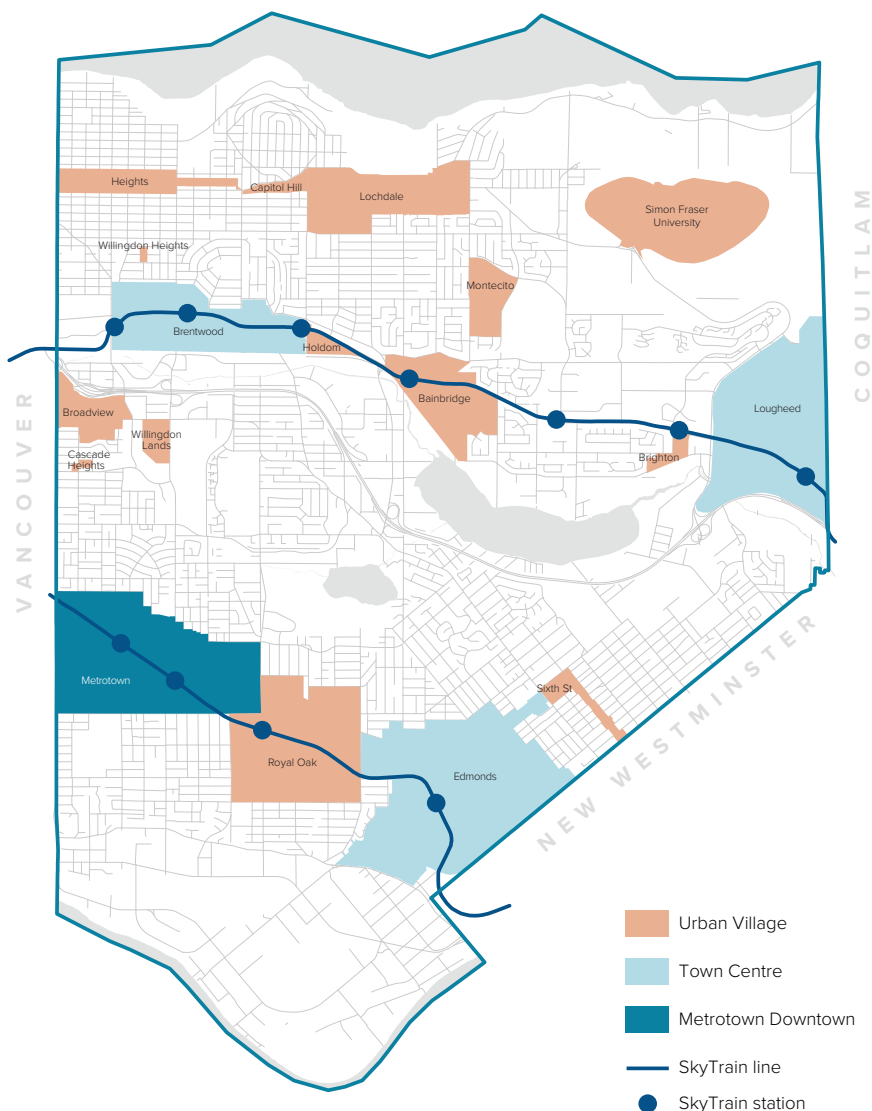 Heights
Capitol Hill
Lochdale
Simon Fraser
University
Willingdon Heights
Montecito
Brentwood
Holdom
Bainbridge
Lougheed
Broadview
Willingdon
Lands
Cascade
Heights
Brighton
COQUITLAM
VANCOUVER
Metrotown
Sixth St
Royal Oak
Edmonds
NEW WESTMINSTER
Urban Village
Town Centre
Metrotown Downtown
SkyTrain line
SkyTrain station